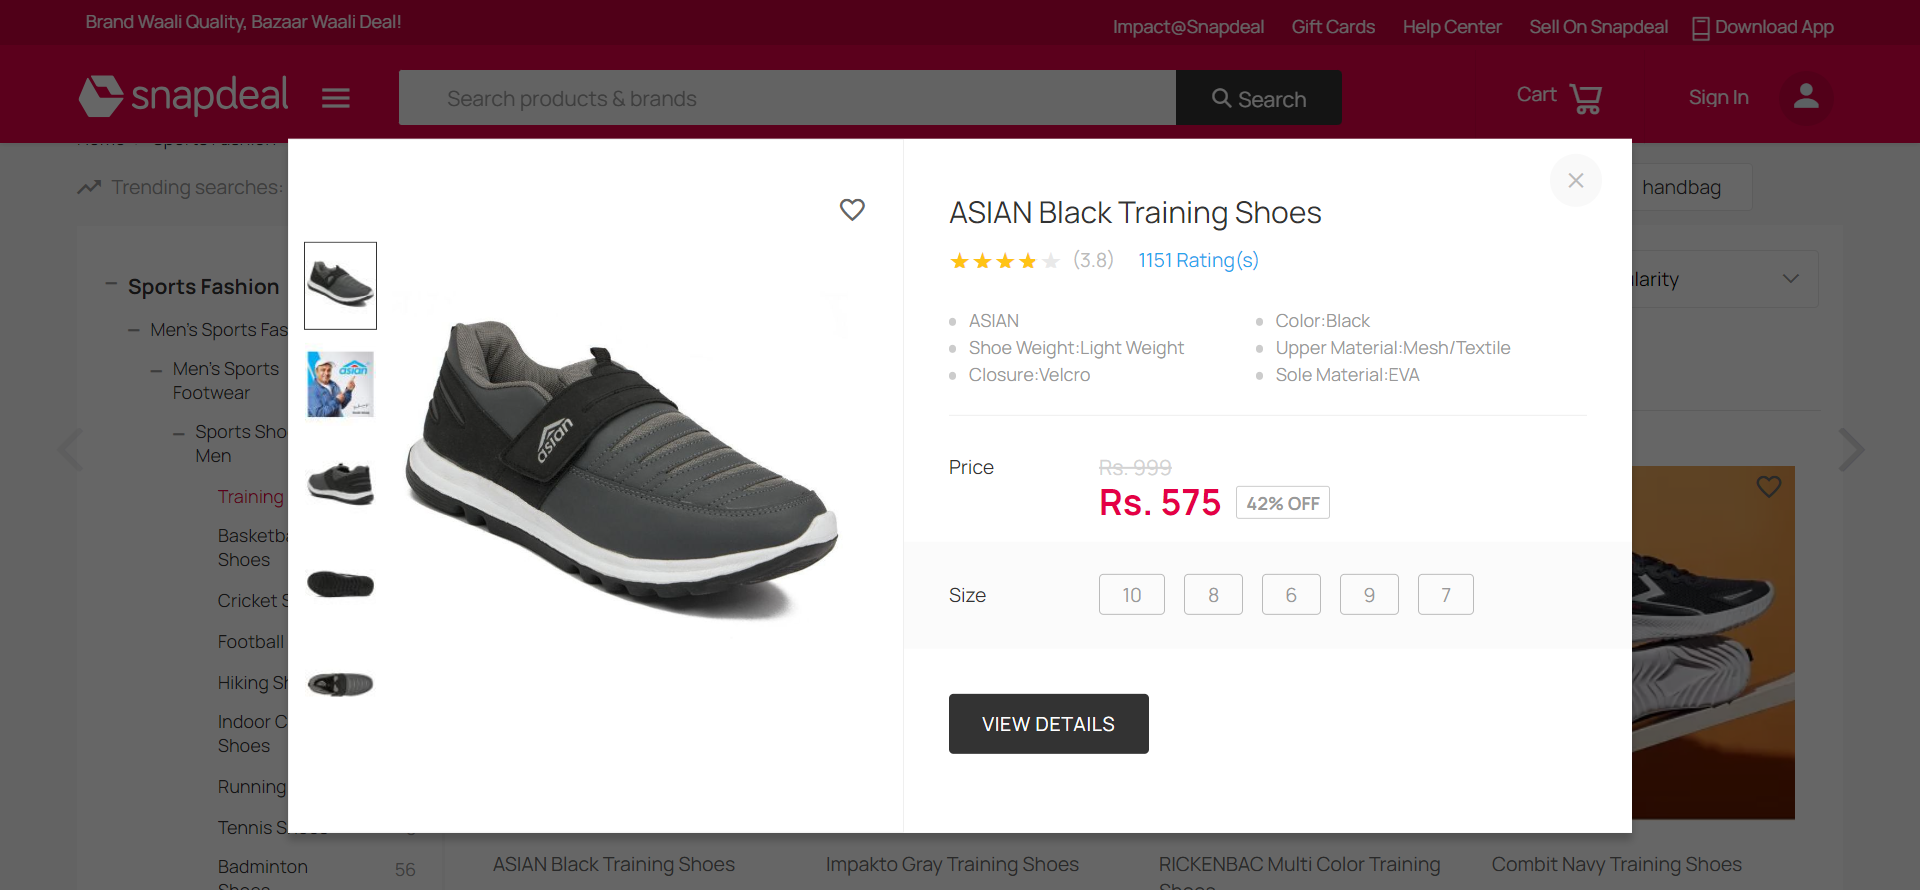 Brand Waali Quality, Bazaar Waali Deal!
Impact@Snapdeal
Gift Cards
Help Center
Sell On Snapdeal
Download App
snapdeal
Search products & brands
Search
Cart
Sign In
Trending searches:
handbag
Sports Fashion
Men's Sports Fas
Men's Sports
Footwear
Sports Sho
Men
Training
Basketba
Shoes
Cricket S
Football
Hiking Sh
Indoor C
Shoes
Running
Tennis S
Badminton 56
asian
asian
ASIAN Black Training Shoes
(3.8) 1151 Rating(s)
ASIAN
Color:Black
Shoe Weight:Light Weight
Upper Material:Mesh/Textile
Closure:Velcro
Sole Material:EVA
Price
Rs. 999
Rs. 575
42% OFF
Size
10 8 6 9 7
VIEW DETAILS
larity
ASIAN Black Training Shoes
Impakto Gray Training Shoes
RICKENBAC Multi Color Training
Combit Navy Training Shoes